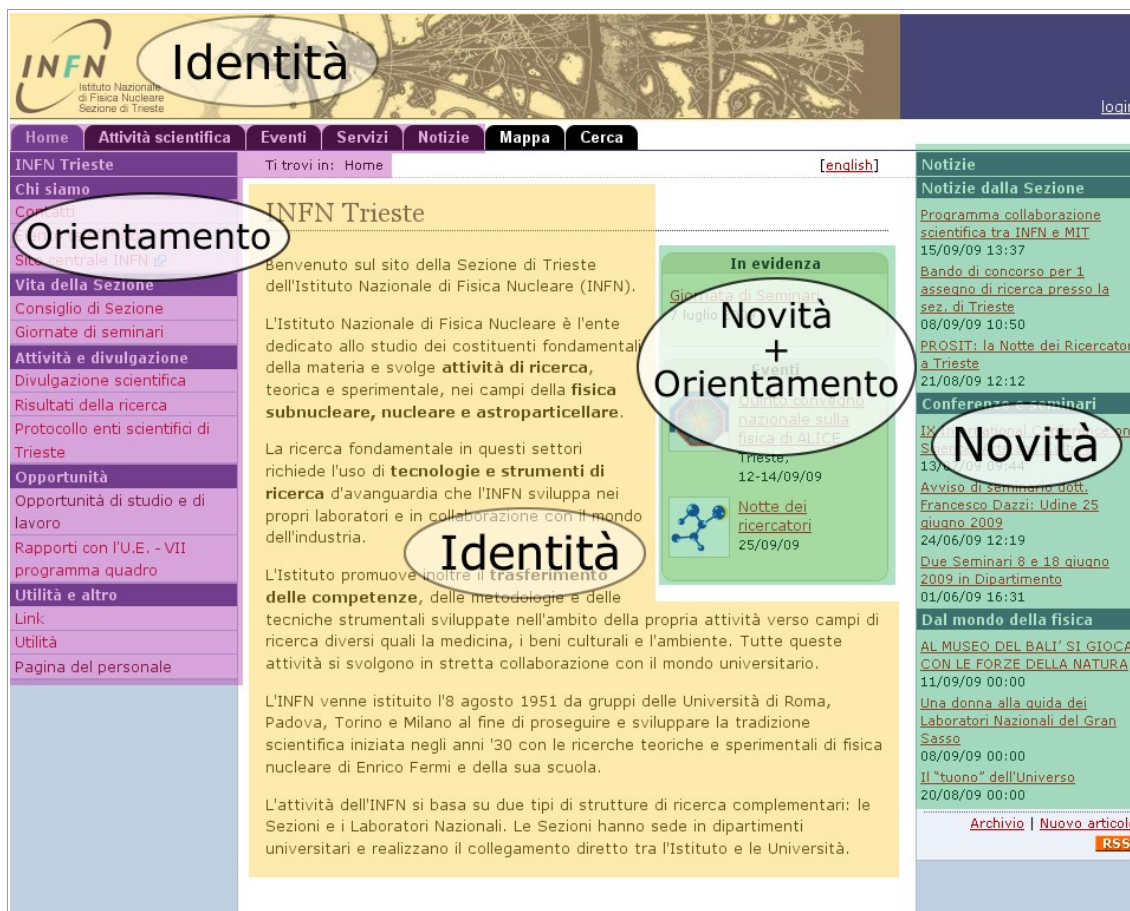 INFN
Istituto Nazionale
di Fisica Nucleare
Sezione di Trieste
Identità
login
Home
Attività scientifica
Eventi
Servizi
Notizie
Mappa
Cerca
INFN Trieste
Chi siamo
Contatti
Orientamento
centrale INFN
Vita della Sezione
Consiglio di Sezione
Giornate di seminari
Attività e divulgazione
Divulgazione scientifica
Risultati della ricerca
Protocollo enti scientifici di
Trieste
Opportunità
Opportunità di studio e di
lavoro
Rapporti con l'U.E. - VII
programma quadro
Utilità e altro
Link
Utilità
Pagina del personale
Ti trovi in: Home
[english]
INFN Trieste
Benvenuto sul sito della Sezione di Trieste
dell'Istituto Nazionale di Fisica Nucleare (INFN).
L'Istituto Nazionale di Fisica Nucleare è l'ente
dedicato allo studio dei costituenti fondamentali
della materia e svolge attività di ricerca,
teorica e sperimentale, nei campi della fisica
subnucleare, nucleare e astroparticellare.
La ricerca fondamentale in questi settori
richiede l'uso di tecnologie e strumenti di
ricerca d'avanguardia che l'INFN sviluppa nei
propri laboratori e in collaborazione con il mondo
dell'industria.
Identità
L'Istituto promuove inoltre il trasferimento
delle competenze, delle metodologie e delle
tecniche strumentali sviluppate nell'ambito della propria attività verso campi di
ricerca diversi quali la medicina, i beni culturali e l'ambiente. Tutte queste
attività si svolgono in stretta collaborazione con il mondo universitario.
L'INFN venne istituito l'8 agosto 1951 da gruppi delle Università di Roma,
Padova, Torino e Milano al fine di proseguire e sviluppare la tradizione
scientifica iniziata negli anni '30 con le ricerche teoriche e sperimentali di fisica
nucleare di Enrico Fermi e della sua scuola.
L'attività dell'INFN si basa su due tipi di strutture di ricerca complementari: le
Sezioni e i Laboratori Nazionali. Le Sezioni hanno sede in dipartimenti
universitari e realizzano il collegamento diretto tra l'Istituto e le Università.
In evidenza
Giornata di Seminari
7 luglio
Novità
+
Orientamento
Eventi
Quinto convegno
nazionale sulla
fisica di ALICE
Trieste,
12-14/09/09
Notte dei
ricercatori
25/09/09
Notizie
Notizie dalla Sezione
Programma collaborazione
scientifica tra INFN e MIT
15/09/09 13:37
Bando di concorso per 1
assegno di ricerca presso la
sez. di Trieste
08/09/09 10:50
PROSIT: la Notte dei Ricercator
a Trieste
21/08/09 12:12
Conferenze e seminari
Novità
13/07/09 09:44
Avviso di seminario dott.
Francesco Dazzi: Udine 25
giugno 2009
24/06/09 12:19
Due Seminari 8 e 18 giugno
2009 in Dipartimento
01/06/09 16:31
Dal mondo della fisica
AL MUSEO DEL BALI' SI GIOCA
CON LE FORZE DELLA NATURA
11/09/09 00:00
Una donna alla guida dei
Laboratori Nazionali del Gran
Sasso
08/09/09 00:00
Il "tuono" dell'Universo
20/08/09 00:00
Archivio | Nuovo articolo
RSS